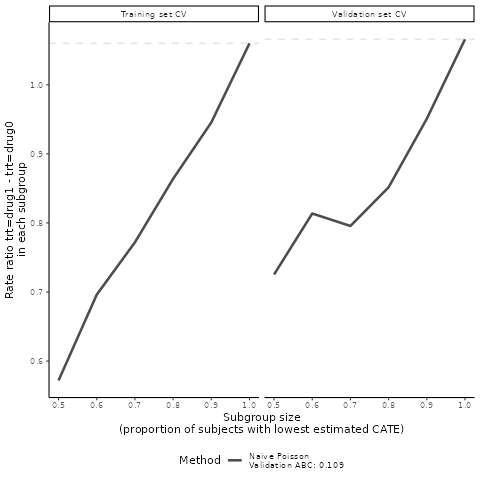 Training set CV
Validation set CV
Rate ratio trt=drug1 - trt=drug0
in each subgroup
1.0
0.9
0.8
0.7
0.6
0.5 0.6 0.7 0.8 0.9 1.0
0.5 0.6 0.7 0.8 0.9 1.0
Subgroup size
(proportion of subjects with lowest estimated CATE)
Method
Naive Poisson
Validation ABC: 0.109